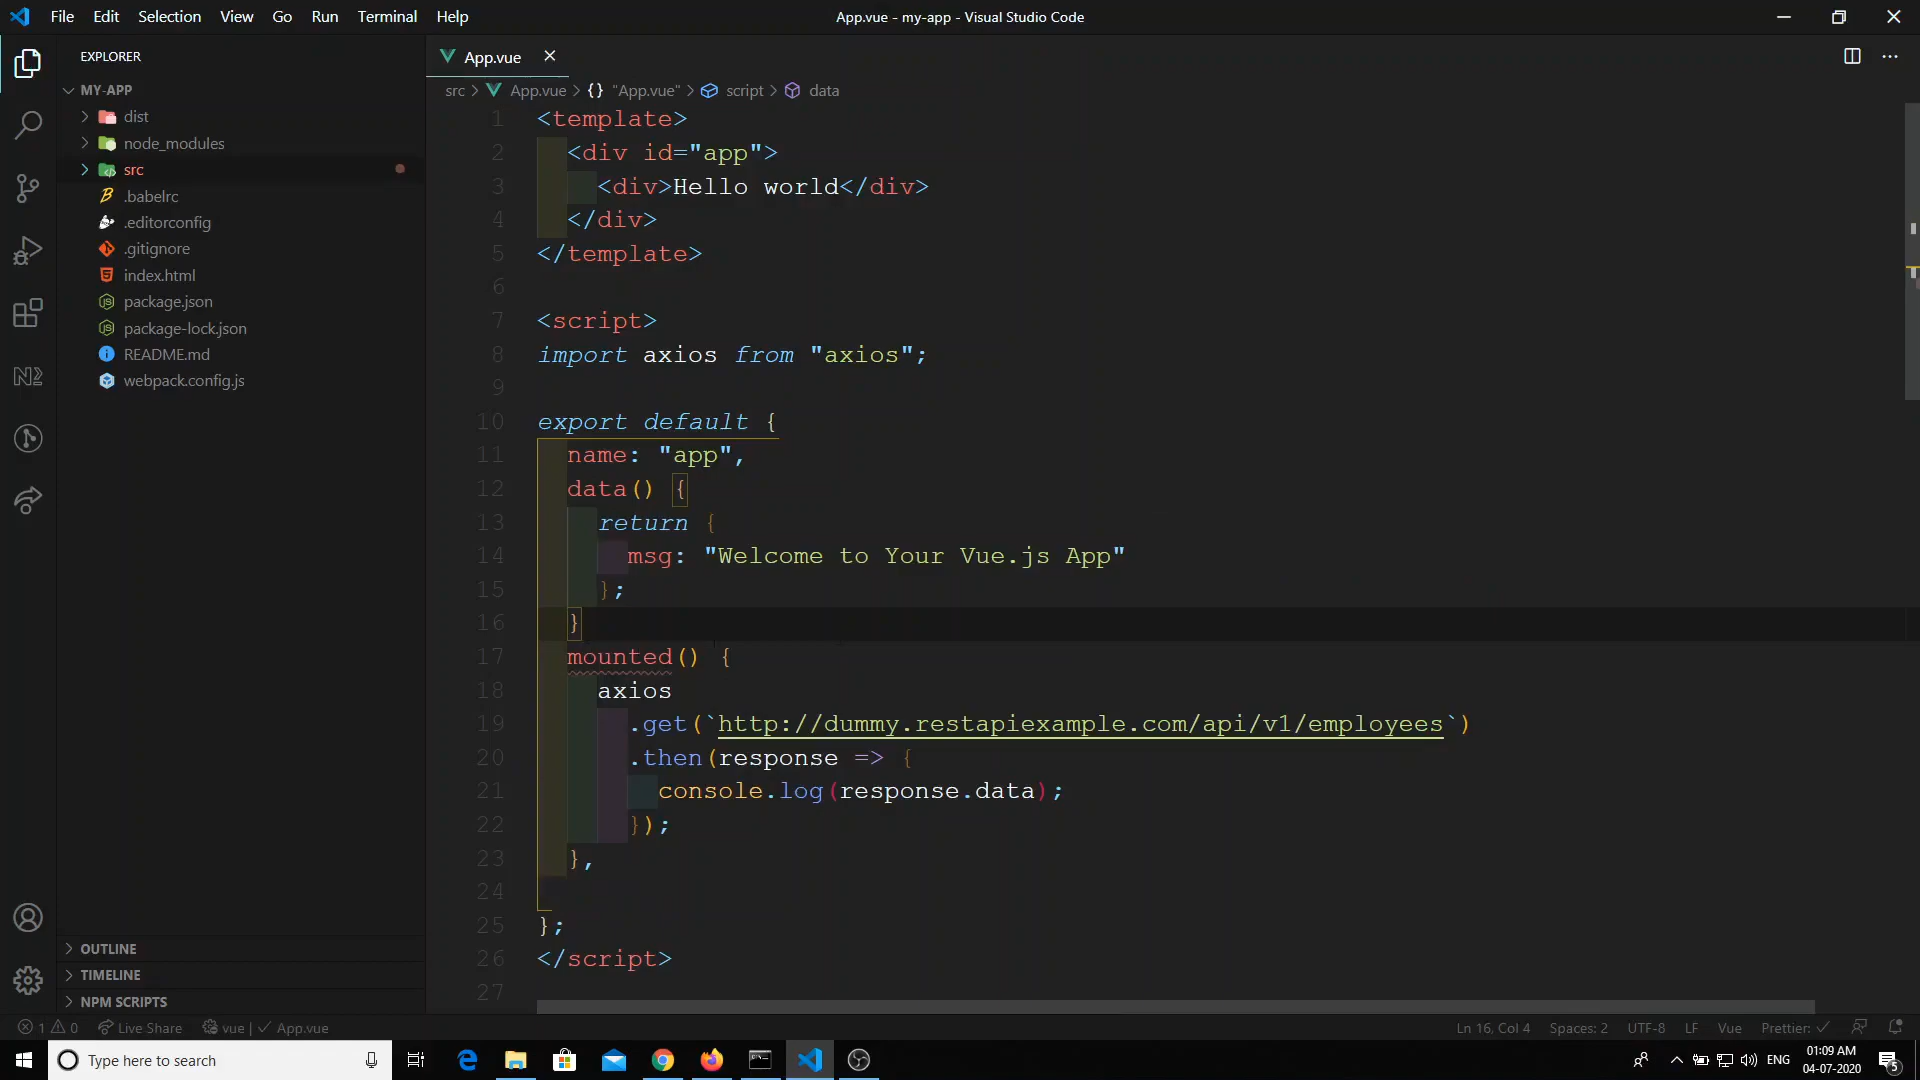 File Edit Selection View Go Run Terminal Help
App.vue - my-app - Visual Studio Code
EXPLORER
MY-APP
dist
node_modules
src
.babelrc
.editorconfig
.gitignore
index.html
package.json
package-lock.json
README.md
webpack.config.js
OUTLINE
TIMELINE
NPM SCRIPTS
App.vue
src > App.vue > {} "App.vue" > script > data
1 <template>
2 <div id="app">
3 <div>Hello world</div>
4 </div>
5 </template>
6
7 <script>
8 import axios from "axios";
9
10 export default {
11 name: "app",
12 data() {
13 return {
14 msg: "Welcome to Your Vue.js App"
15 };
16 }
17 mounted() {
18 axios
19 .get(`http://dummy.restapiexample.com/api/v1/employees`)
20 .then(response => {
21 console.log(response.data);
22 });
23 },
24
25 };
26 </script>
27
1 0 Live Share vue | App.vue
Ln 16, Col 4 Spaces: 2 UTF-8 LF Vue Prettier: ✓
Type here to search
ENG
01:09 AM
04-07-2020
5